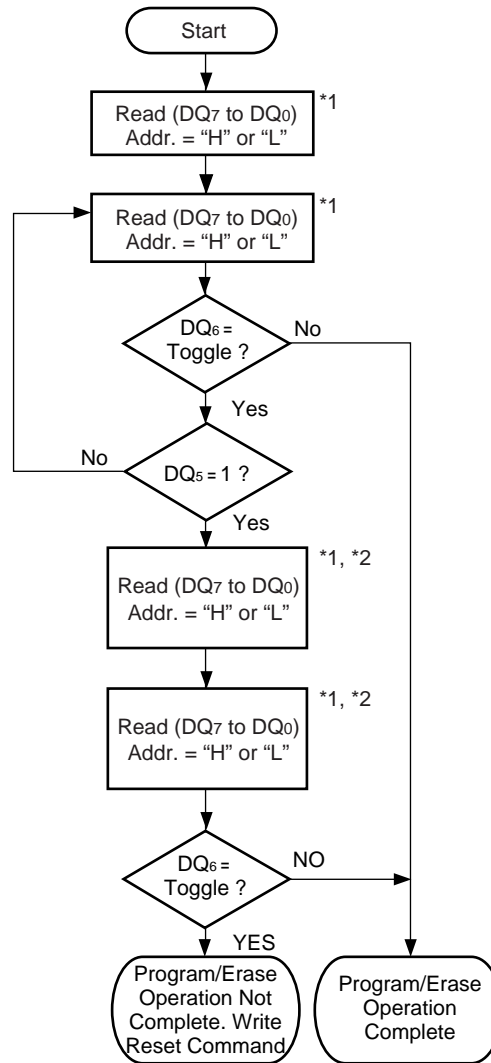 Start
Read (DQ7 to DQ0)
Addr. = “H” or “L”
*1
Read (DQ7 to DQ0)
Addr. = “H” or “L”
*1
DQ6 =
Toggle ?
No
Yes
No
DQ5 = 1 ?
Yes
*1, *2
Read (DQ7 to DQ0)
Addr. = “H” or “L”
*1, *2
Read (DQ7 to DQ0)
Addr. = “H” or “L”
DQ6 =
Toggle ?
NO
YES
Program/Erase
Operation Not
Complete. Write
Reset Command
Program/Erase
Operation
Complete